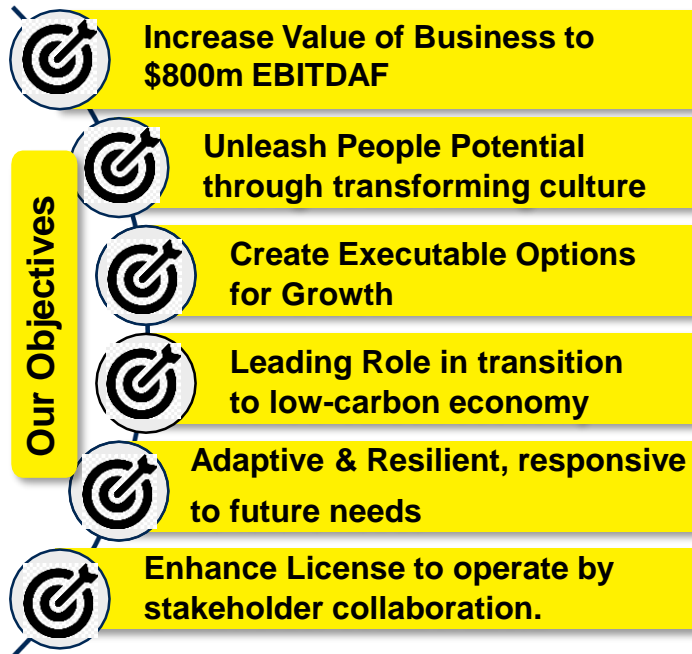 Our Objectives
Increase Value of Business to
$800m EBITDAF
Unleash People Potential
through transforming culture
Create Executable Options
for Growth
Leading Role in transition
to low-carbon economy
Adaptive & Resilient, responsive
to future needs
Enhance License to operate by
stakeholder collaboration.